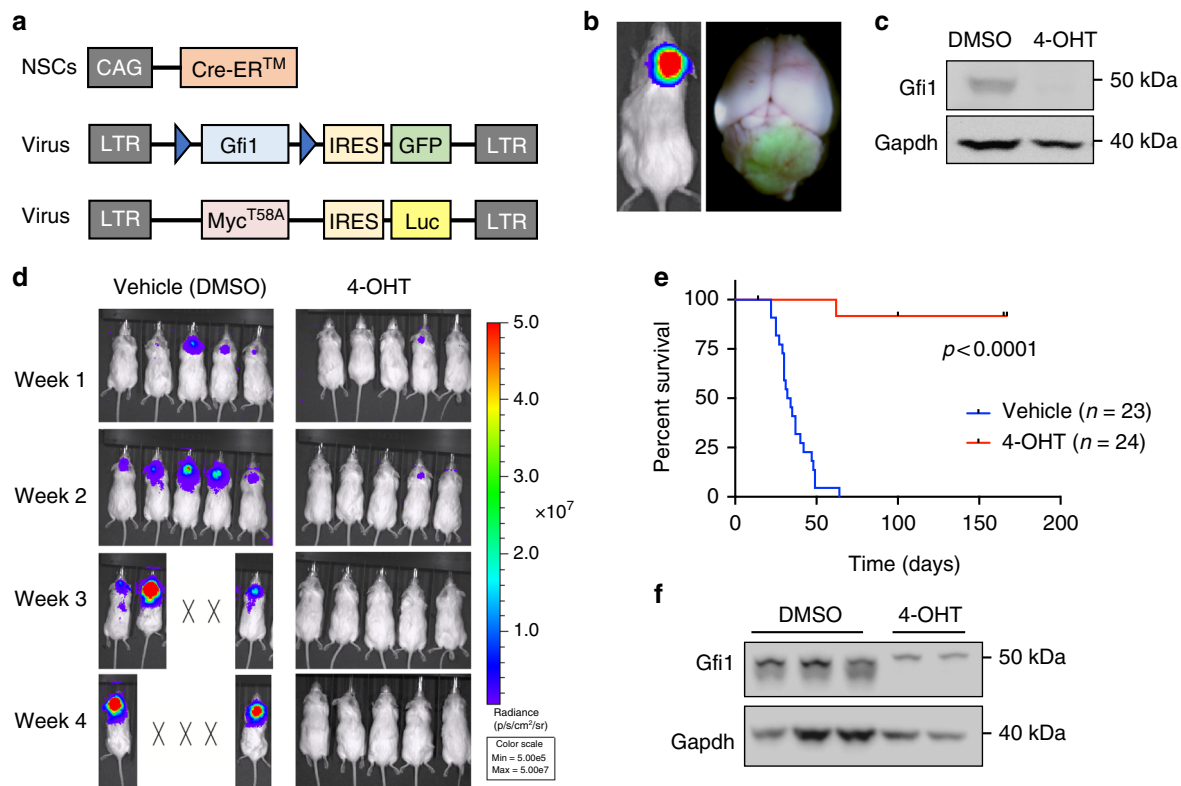 a
NSCs CAG Cre-ERTM
Virus LTR Gfi1 IRES GFP LTR
Virus LTR MycT58A IRES Luc LTR
b
c
DMSO 4-OHT
Gfi1 50 kDa
Gapdh 40 kDa
d
Vehicle (DMSO) 4-OHT
Week 1
Week 2
Week 3
Week 4
5.0
4.0
3.0
×10⁷
2.0
1.0
Radiance
(p/s/cm²/sr)
Color scale
Min = 5.00e5
Max = 5.00e7
e
Percent survival
100
75
50
25
0
0 50 100 150 200
Time (days)
p<0.0001
Vehicle (n = 23)
4-OHT (n = 24)
f
DMSO 4-OHT
Gfi1 50 kDa
Gapdh 40 kDa